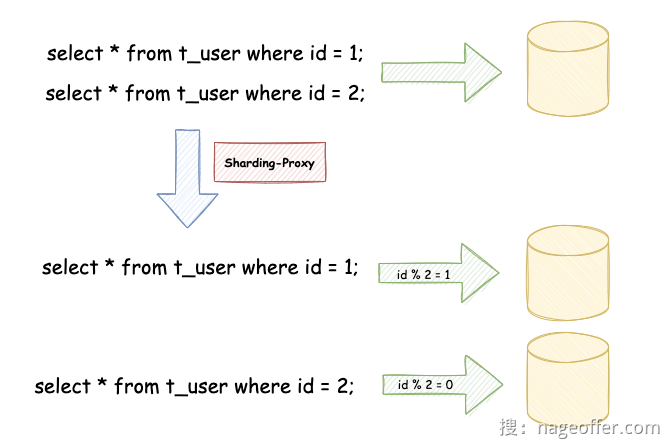 select * from t_user where id = 1;
select * from t_user where id = 2;
Sharding-Proxy
select * from t_user where id = 1;
id % 2 = 1
select * from t_user where id = 2;
id % 2 = 0
搜：nageoffer.com